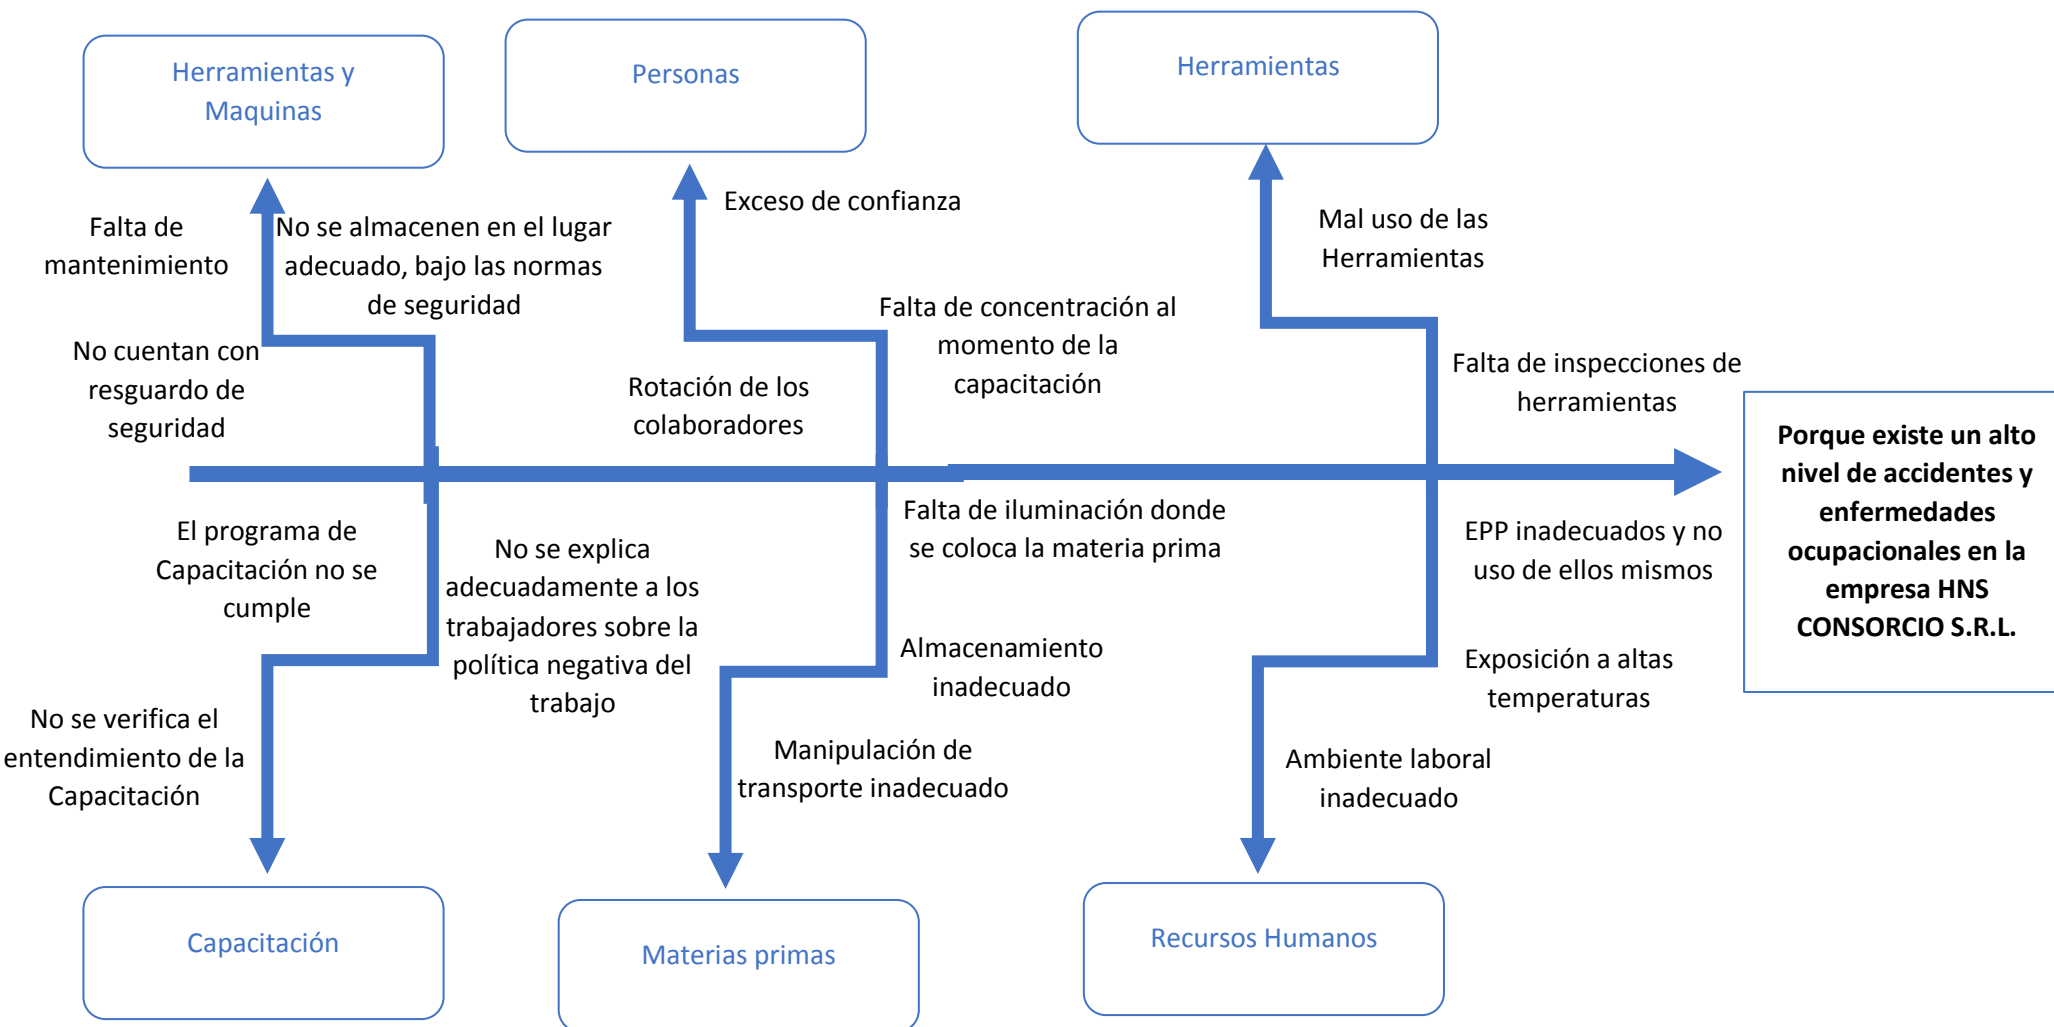 Herramientas y
Maquinas
Personas
Herramientas
Falta de
mantenimiento
No se almacenen en el lugar
adecuado, bajo las normas
de seguridad
No cuentan con
resguardo de
seguridad
Exceso de confianza
Falta de concentración al
momento de la
capacitación
Rotación de los
colaboradores
Mal uso de las
Herramientas
Falta de inspecciones de
herramientas
Porque existe un alto
nivel de accidentes y
enfermedades
ocupacionales en la
empresa HNS
CONSORCIO S.R.L.
El programa de
Capacitación no se
cumple
No se explica
adecuadamente a los
trabajadores sobre la
política negativa del
trabajo
No se verifica el
entendimiento de la
Capacitación
Falta de iluminación donde
se coloca la materia prima
Almacenamiento
inadecuado
Manipulación de
transporte inadecuado
EPP inadecuados y no
uso de ellos mismos
Exposición a altas
temperaturas
Ambiente laboral
inadecuado
Capacitación
Materias primas
Recursos Humanos